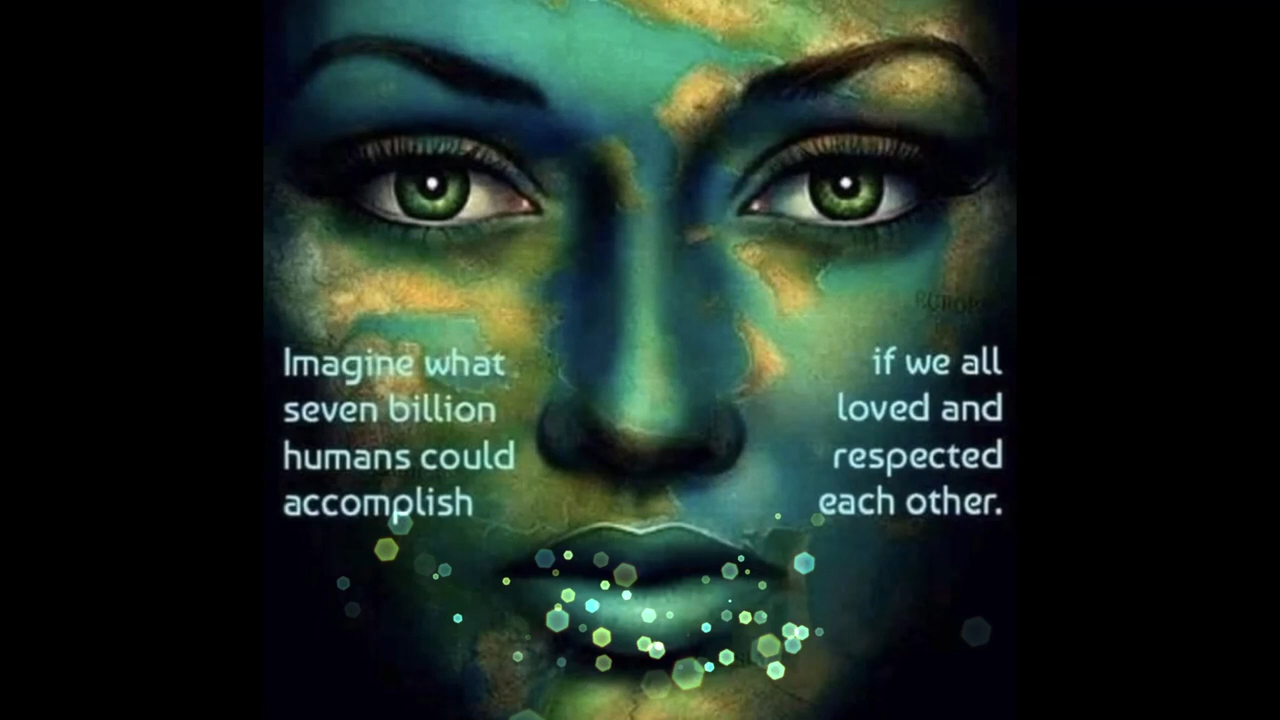 Imagine what
seven billion
humans could
accomplish
if we all
loved and
respected
each other.